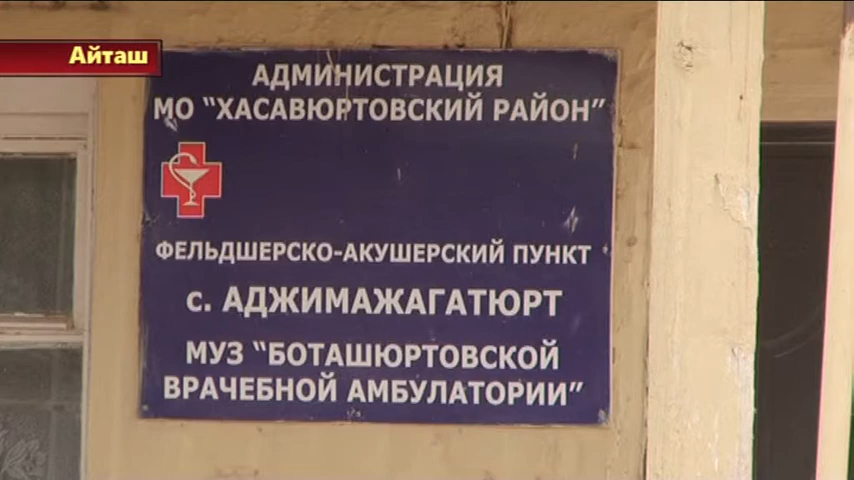 Айташ
АДМИНИСТРАЦИЯ
МО "ХАСАВЮРТОВСКИЙ РАЙОН"
ФЕЛЬДШЕРСКО-АКУШЕРСКИЙ ПУНКТ
с. АДЖИМАЖАГАТЮРТ
МУЗ "БОТАШЮРТОВСКОЙ
ВРАЧЕБНОЙ АМБУЛАТОРИИ"